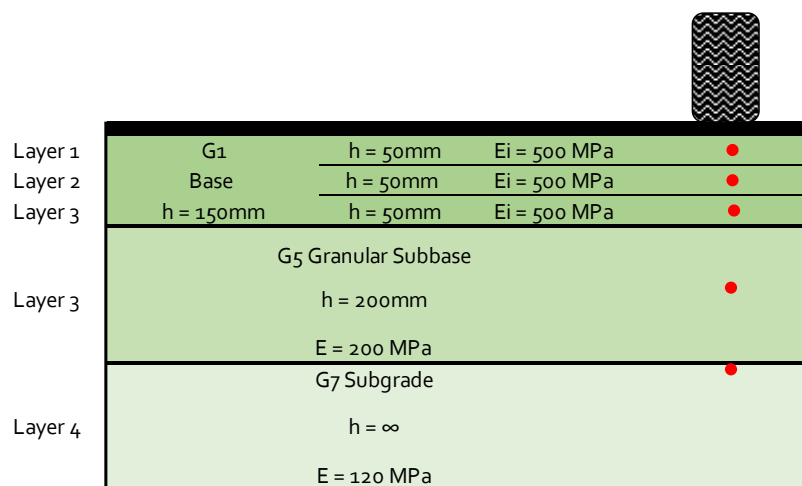 Layer 1 G1 h = 50mm Ei = 500 MPa
Layer 2 Base h = 50mm Ei = 500 MPa
Layer 3 h = 150mm h = 50mm Ei = 500 MPa
G5 Granular Subbase
Layer 3 h = 200mm
E = 200 MPa
G7 Subgrade
Layer 4 h = ∞
E = 120 MPa